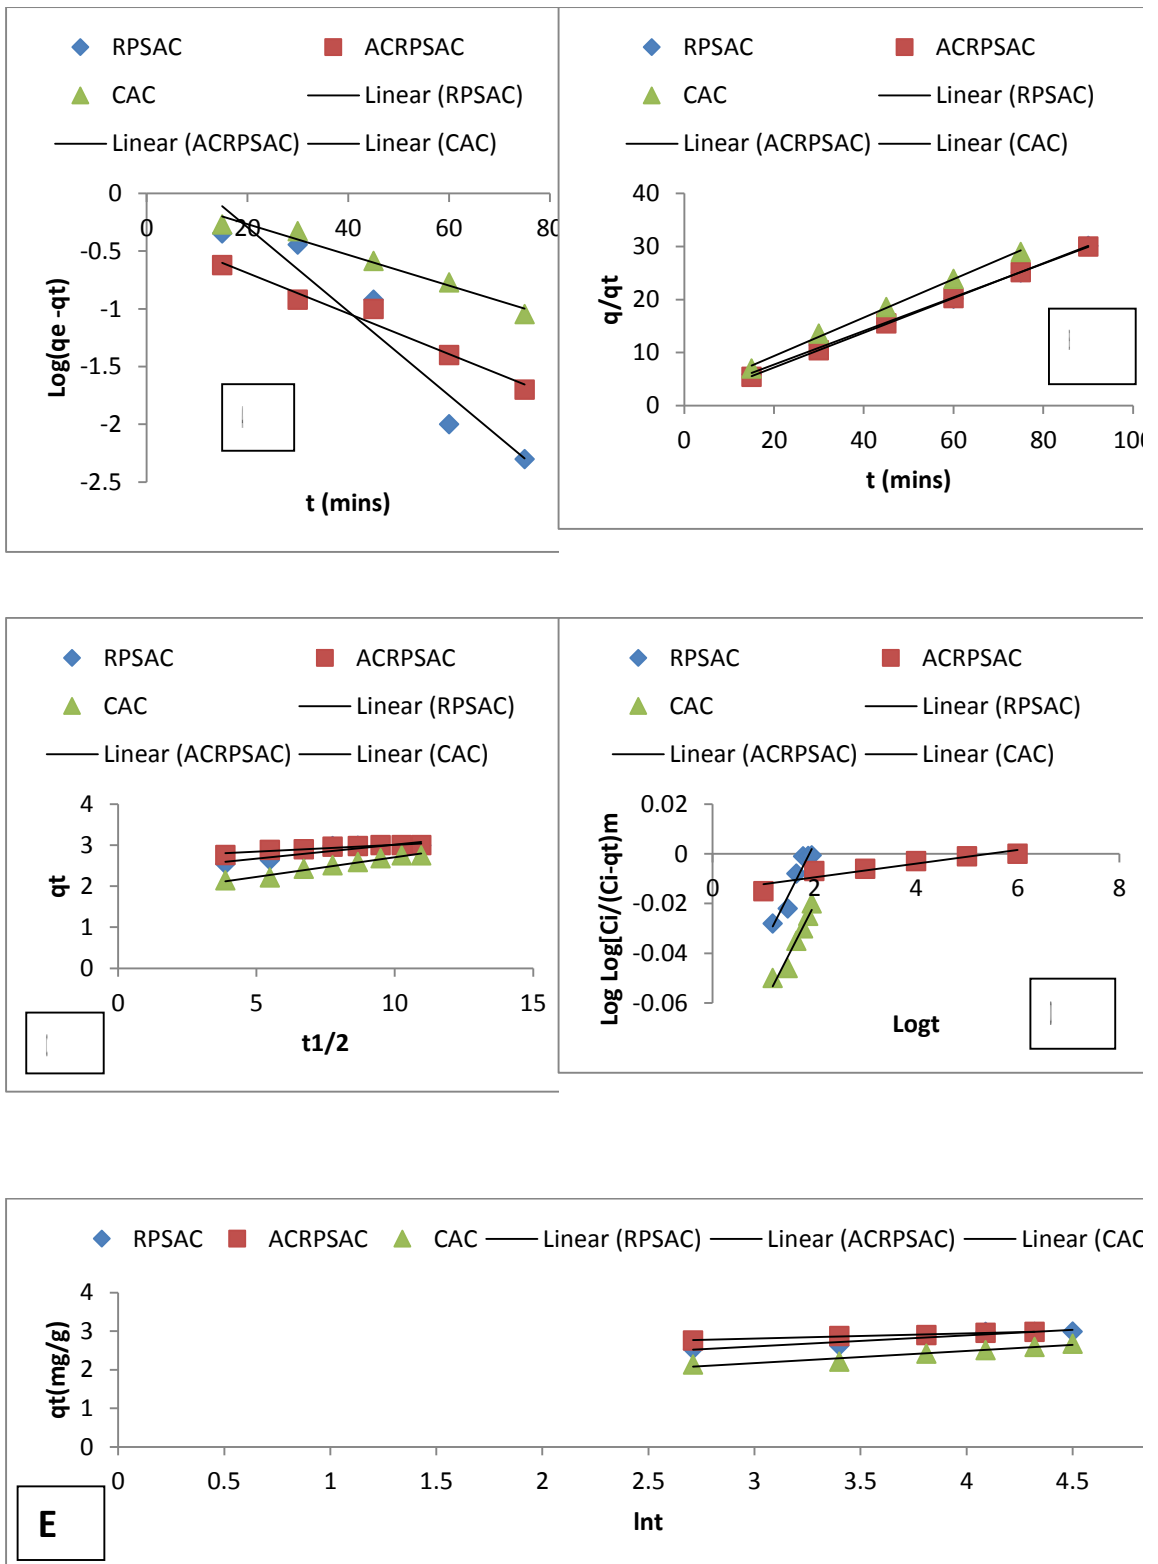 RPSAC
ACRPSAC
CAC
Linear (RPSAC)
Linear (ACRPSAC)
Linear (CAC)
0
0
20
40
60
80
-0.5
-1
-1.5
-2
-2.5
Log(qe -qt)
t (mins)
RPSAC
ACRPSAC
CAC
Linear (RPSAC)
Linear (ACRPSAC)
Linear (CAC)
40
30
20
10
0
0
20
40
60
80
100
q/qt
t (mins)
RPSAC
ACRPSAC
CAC
Linear (RPSAC)
Linear (ACRPSAC)
Linear (CAC)
4
3
2
1
0
0
5
10
15
qt
t1/2
RPSAC
ACRPSAC
CAC
Linear (RPSAC)
Linear (ACRPSAC)
Linear (CAC)
0.02
0
-0.02
-0.04
-0.06
0
2
4
6
8
Log Log[Ci/(Ci-qt)m
Logt
RPSAC
ACRPSAC
CAC
Linear (RPSAC)
Linear (ACRPSAC)
Linear (CAC
4
3
2
1
0
0
0.5
1
1.5
2
2.5
3
3.5
4
4.5
qt(mg/g)
lnt
E